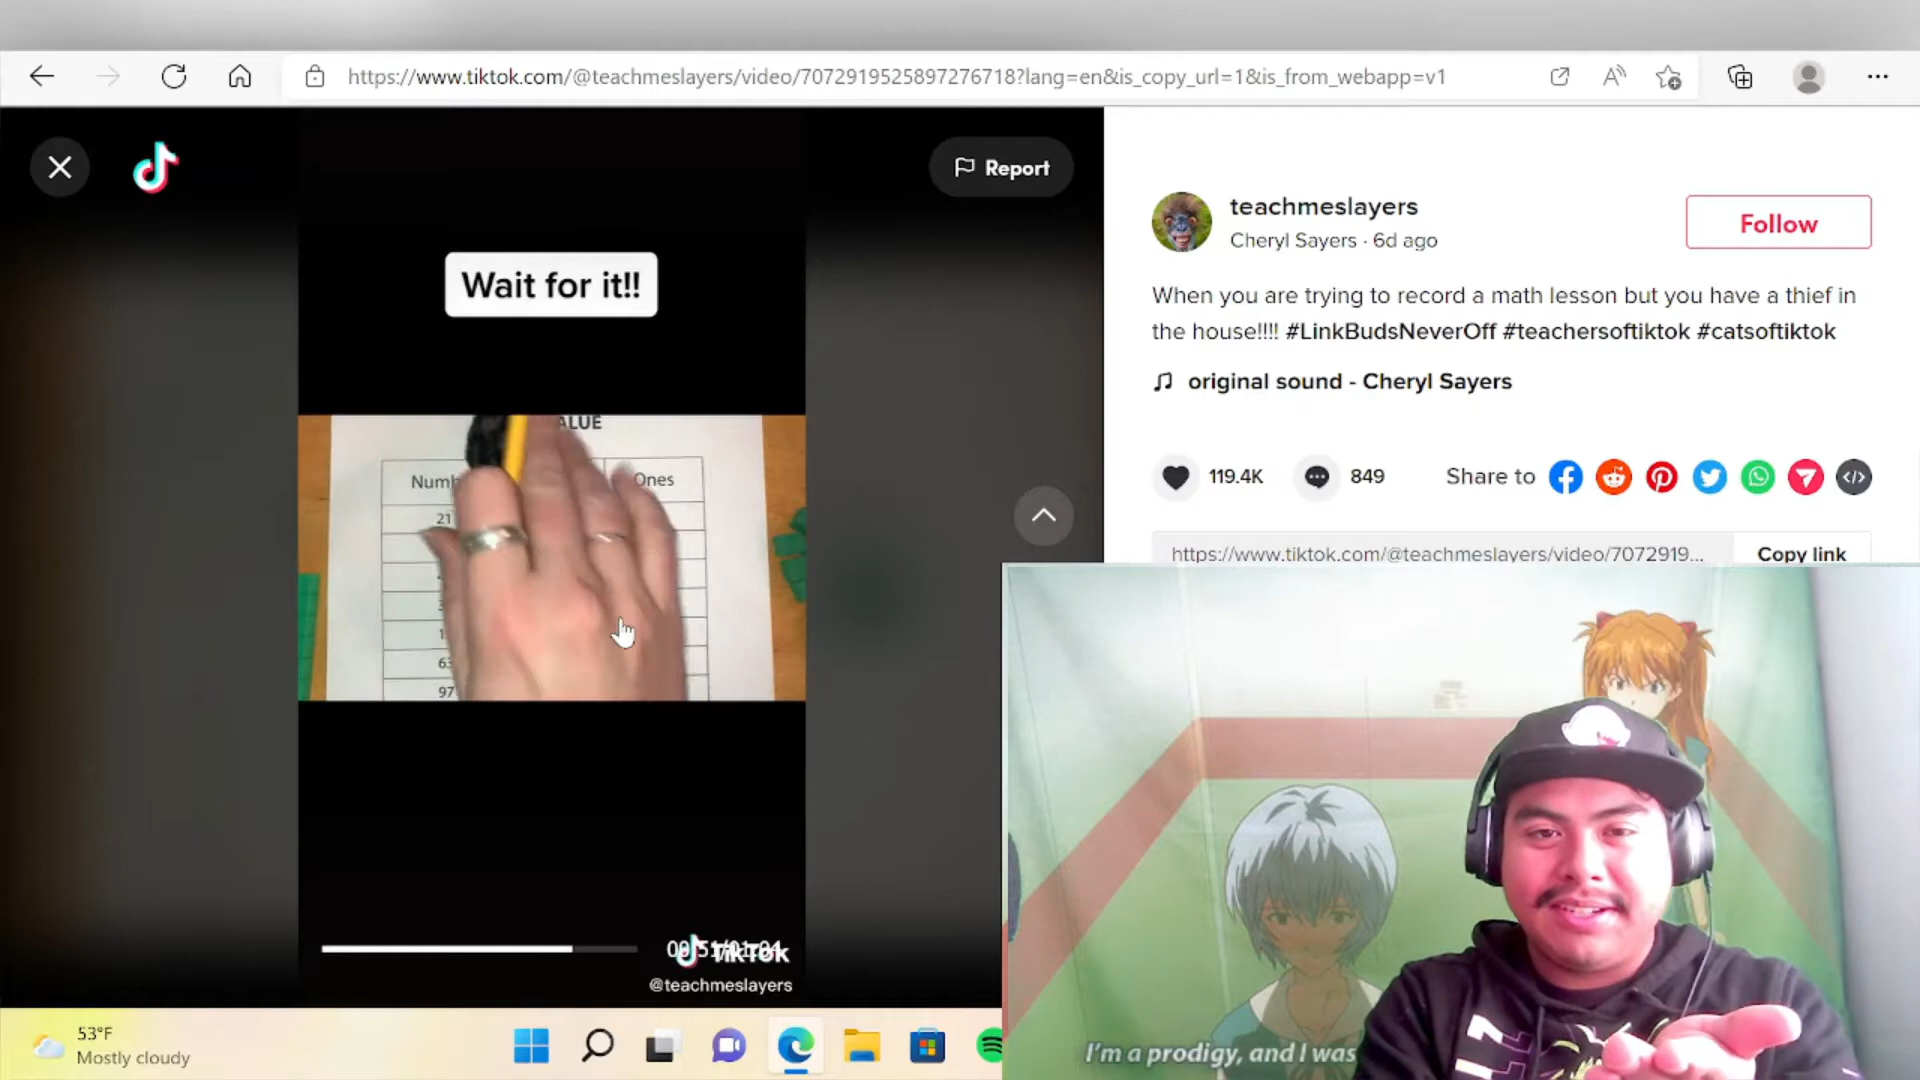 https://www.tiktok.com/@teachmeslayers/video/7072919525897276718?lang=en&is_copy_url=1&is_from_webapp=v1
Report
Wait for it!!
ALUE
Ones
21
63
97
TikTok
@teachmeslayers
teachmeslayers
Cheryl Sayers · 6d ago
Follow
When you are trying to record a math lesson but you have a thief in
the house!!!! #LinkBudsNeverOff #teachersoftiktok #catsoftiktok
original sound - Cheryl Sayers
119.4K
849
Share to
https://www.tiktok.com/@teachmeslayers/video/7072919...
Copy link
I'm a prodigy, and I was
53°F
Mostly cloudy